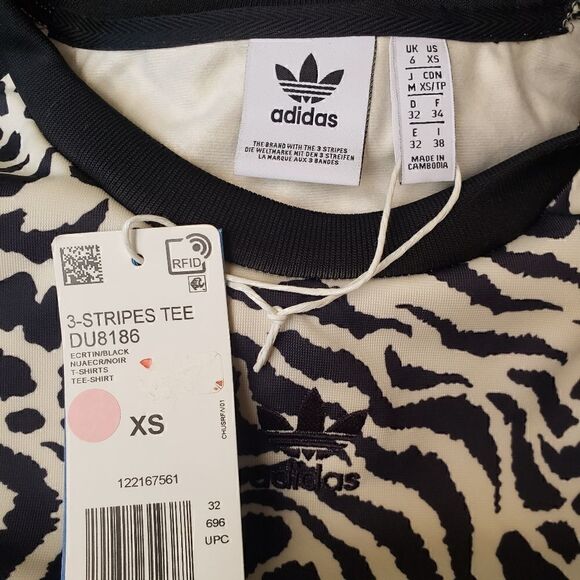 adidas
THE BRAND WITH THE 3 STRIPES
DIE WELTMARKE MIT DEN 3 STREIFEN
LA MARQUE AUX 3 BANDES
UK US
6 XS
J CON
M XS/TP
D F
32 34
E I
32 38
MADE IN
CAMBODIA
RFID
3-STRIPES TEE
DU8186
ECRTIN/BLACK
NUAECR/NOIR
T-SHIRTS
TEE-SHIRT
XS
CHUSRF/V01
122167561
32
696
UPC
adidas